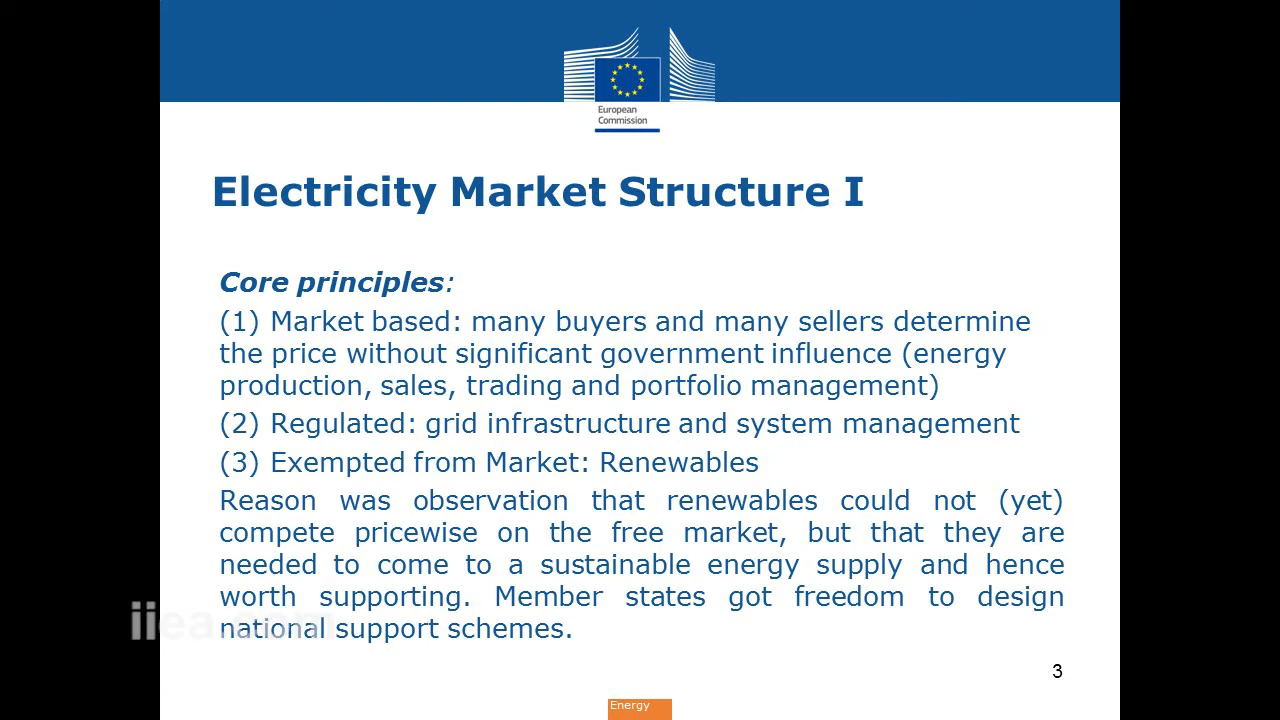 European
Commission
Electricity Market Structure I
Core principles:
(1) Market based: many buyers and many sellers determine
the price without significant government influence (energy
production, sales, trading and portfolio management)
(2) Regulated: grid infrastructure and system management
(3) Exempted from Market: Renewables
Reason was observation that renewables could not (yet)
compete pricewise on the free market, but that they are
needed to come to a sustainable energy supply and hence
worth supporting. Member states got freedom to design
national support schemes.
iiea.com
3
Energy